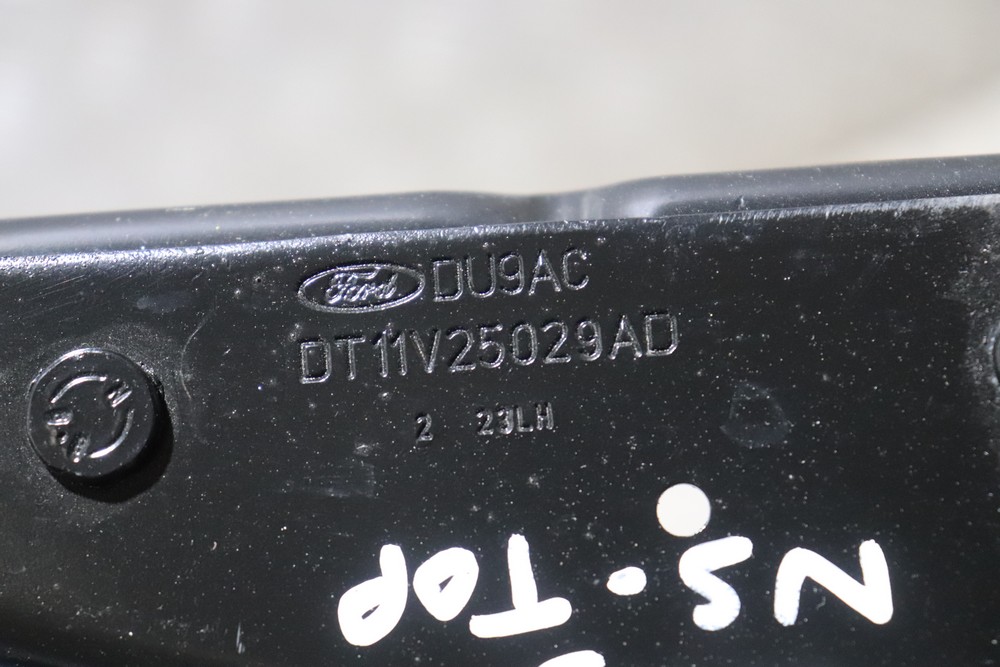 Ford DU9AC
DT11V25029AD
2 23LH
NS. TOP